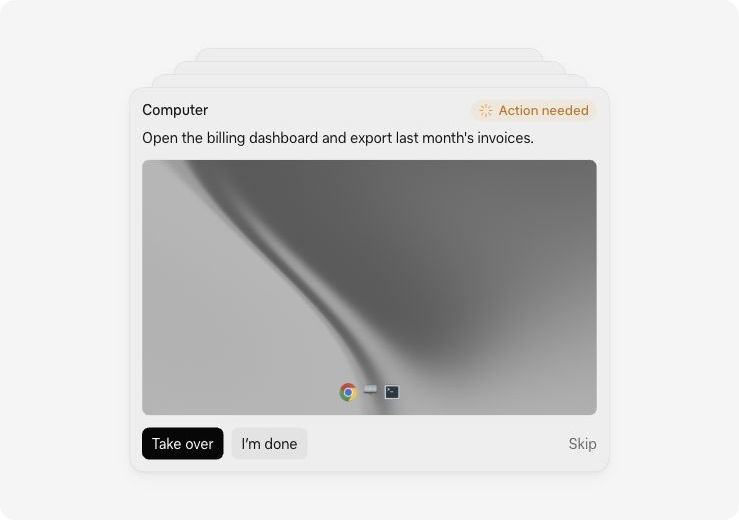 Computer
Action needed
Open the billing dashboard and export last month's invoices.
Take over
I'm done
Skip